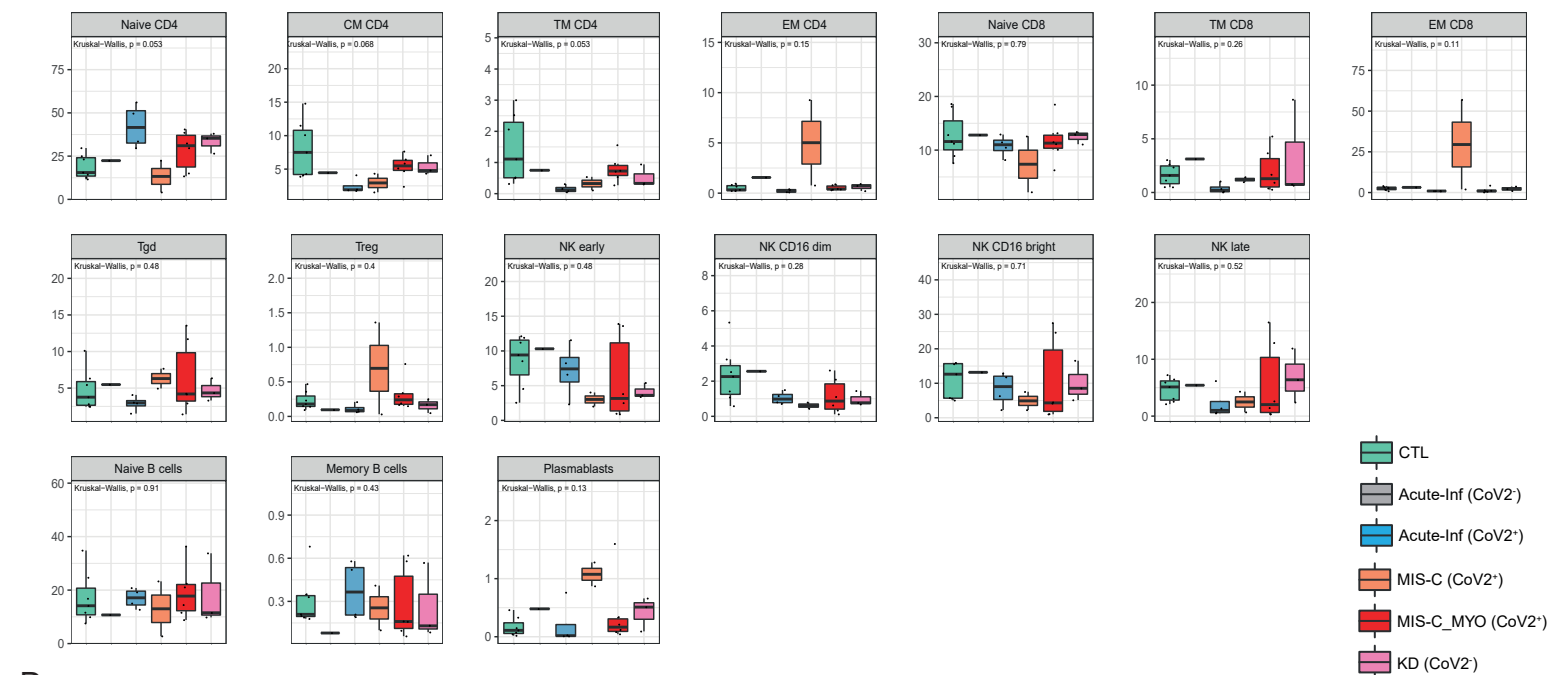 Naive CD4
CM CD4
TM CD4
EM CD4
Naive CD8
TM CD8
EM CD8
Kruskal−Wallis, p = 0.053
Kruskal−Wallis, p = 0.068
Kruskal−Wallis, p = 0.053
Kruskal−Wallis, p = 0.15
Kruskal−Wallis, p = 0.79
Kruskal−Wallis, p = 0.26
Kruskal−Wallis, p = 0.11
75
50
25
0
20
15
10
5
5
4
3
2
1
0
15
10
5
0
30
20
10
10
5
0
75
50
25
0
Tgd
Treg
NK early
NK CD16 dim
NK CD16 bright
NK late
Kruskal−Wallis, p = 0.48
Kruskal−Wallis, p = 0.4
Kruskal−Wallis, p = 0.48
Kruskal−Wallis, p = 0.28
Kruskal−Wallis, p = 0.71
Kruskal−Wallis, p = 0.52
20
15
10
5
2.0
1.5
1.0
0.5
0.0
20
15
10
5
0
8
6
4
2
0
40
30
20
10
0
20
10
0
Naive B cells
Memory B cells
Plasmablasts
Kruskal−Wallis, p = 0.91
Kruskal−Wallis, p = 0.43
Kruskal−Wallis, p = 0.13
60
40
20
0
0.9
0.6
0.3
2
1
0
CTL
Acute-Inf (CoV2⁻)
Acute-Inf (CoV2⁺)
MIS-C (CoV2⁺)
MIS-C_MYO (CoV2⁺)
KD (CoV2⁻)